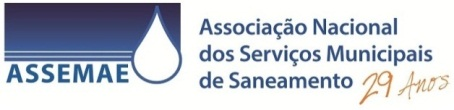 ASSEMAE
Associação Nacional
dos Serviços Municipais
de Saneamento 29 Anos